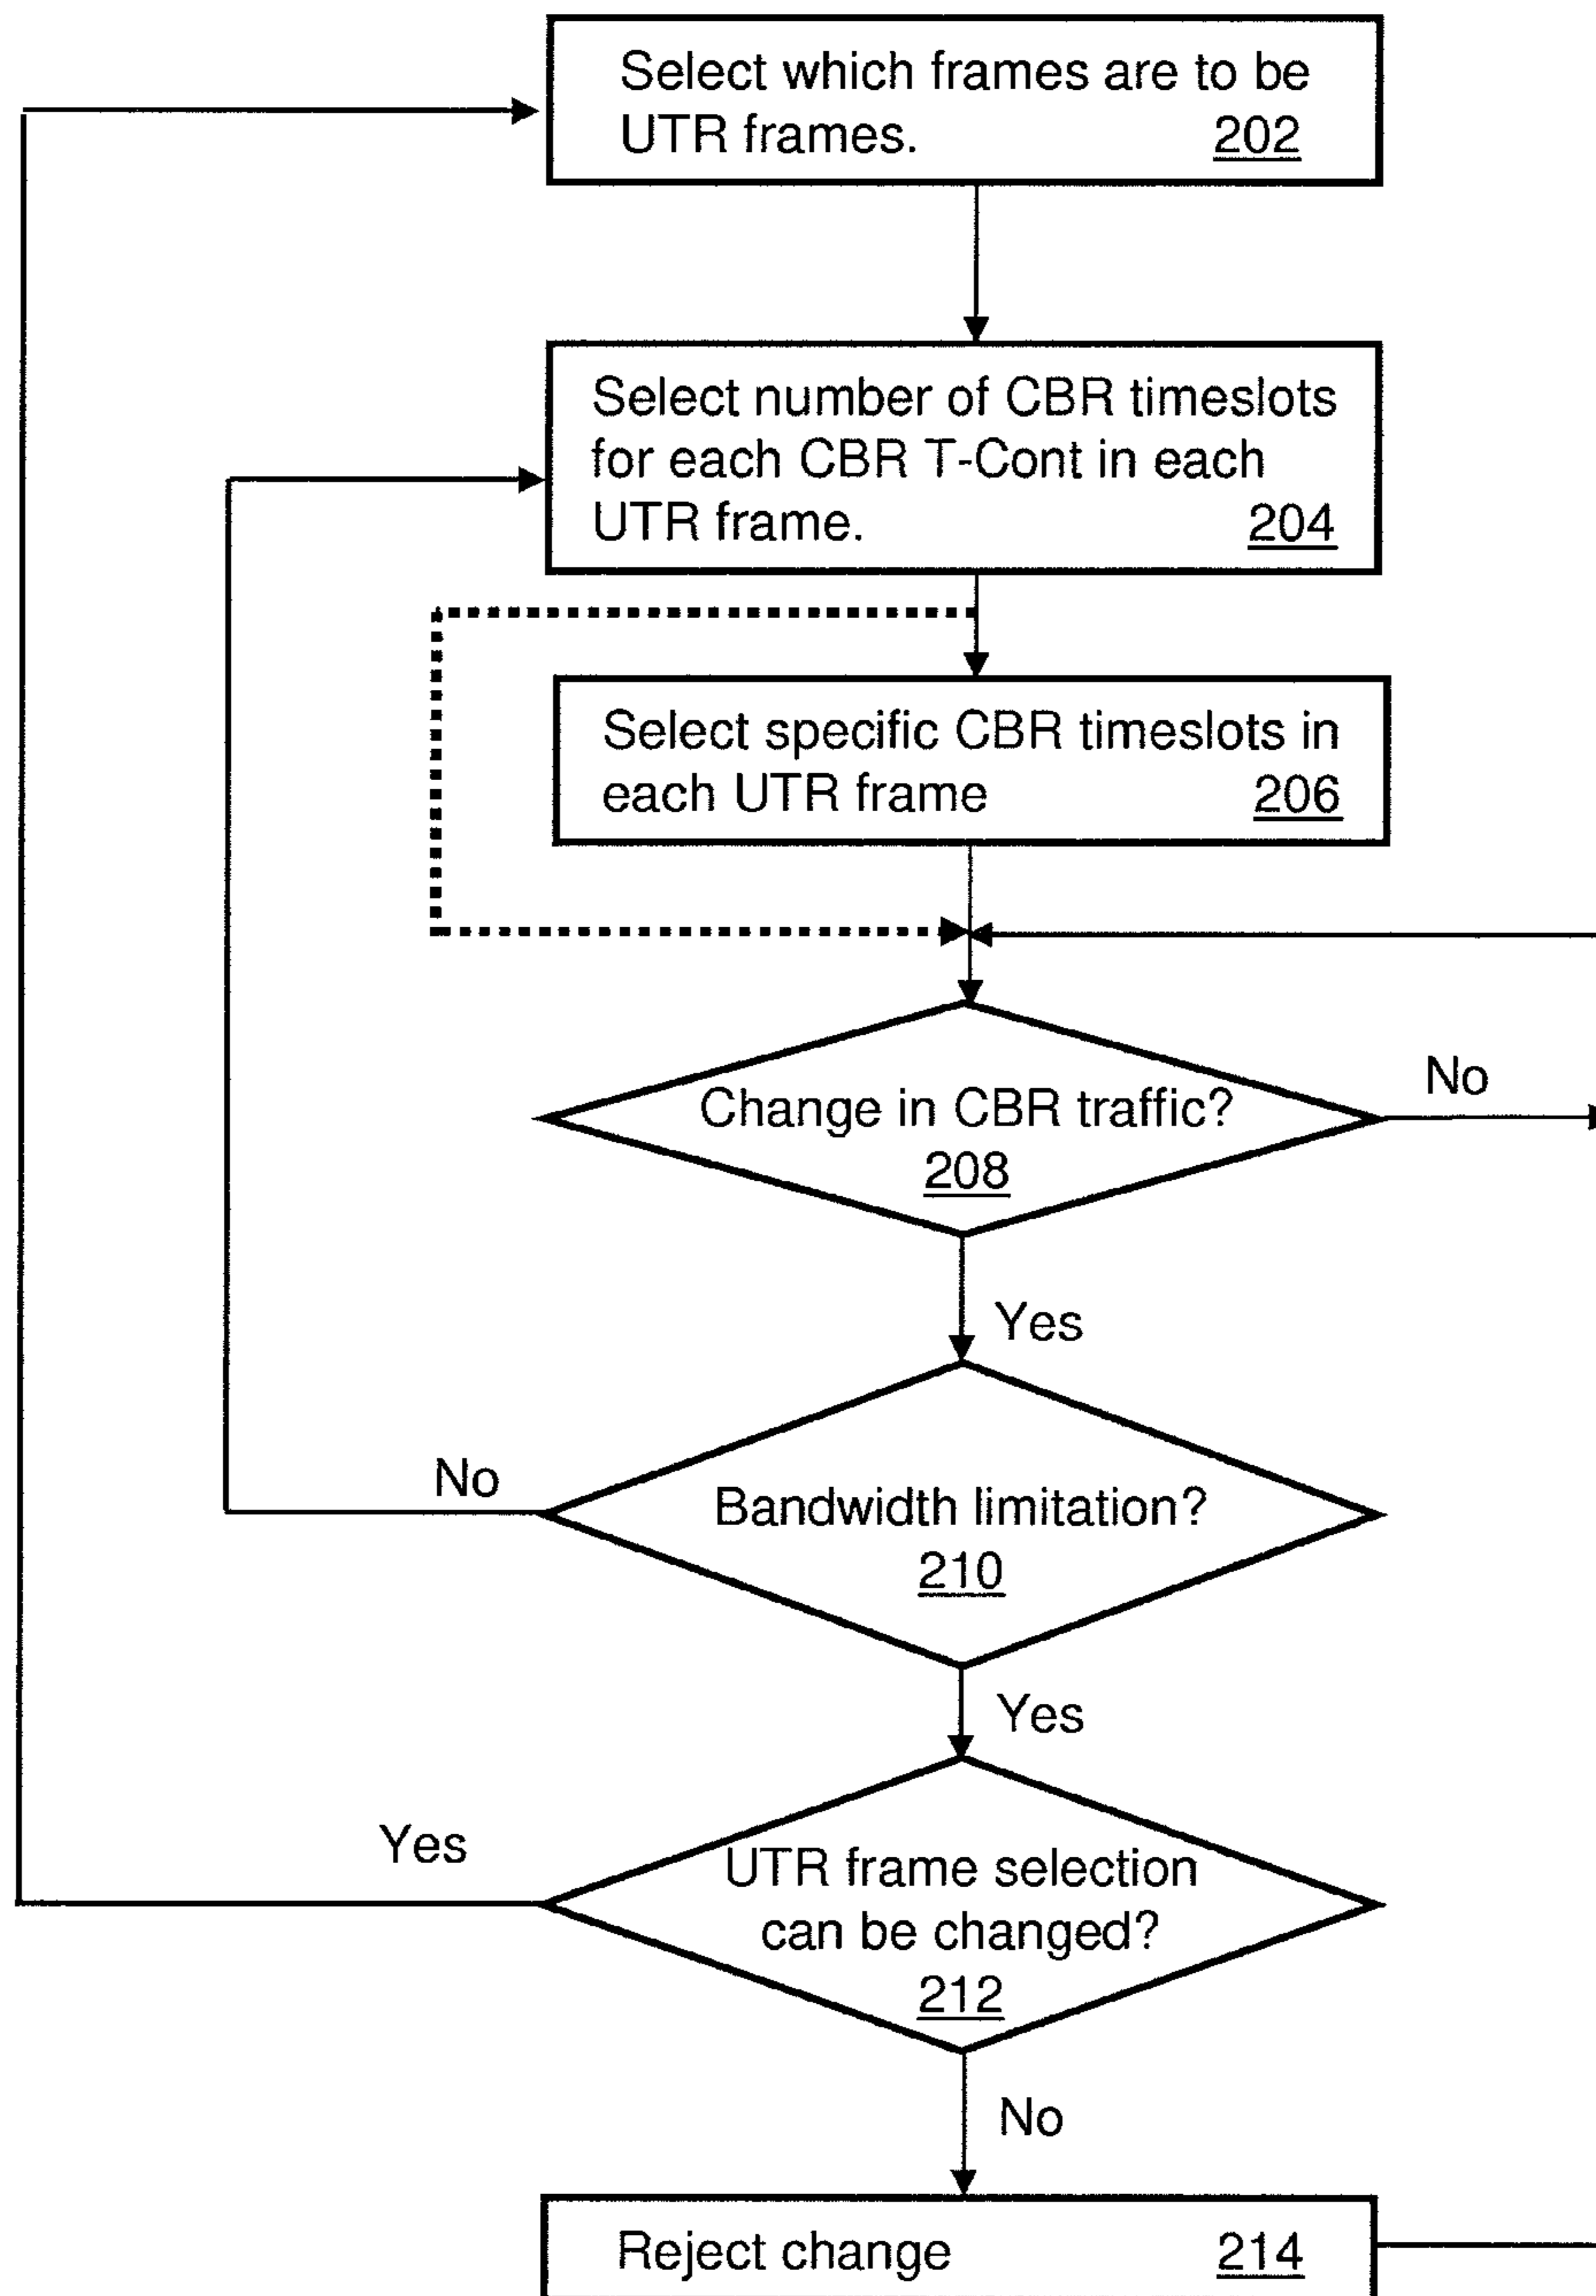 Select which frames are to be
UTR frames. 202
Select number of CBR timeslots
for each CBR T-Cont in each
UTR frame. 204
Select specific CBR timeslots in
each UTR frame 206
Change in CBR traffic?
208
No
Yes
Bandwidth limitation?
210
No
Yes
UTR frame selection
can be changed?
212
Yes
No
Reject change 214